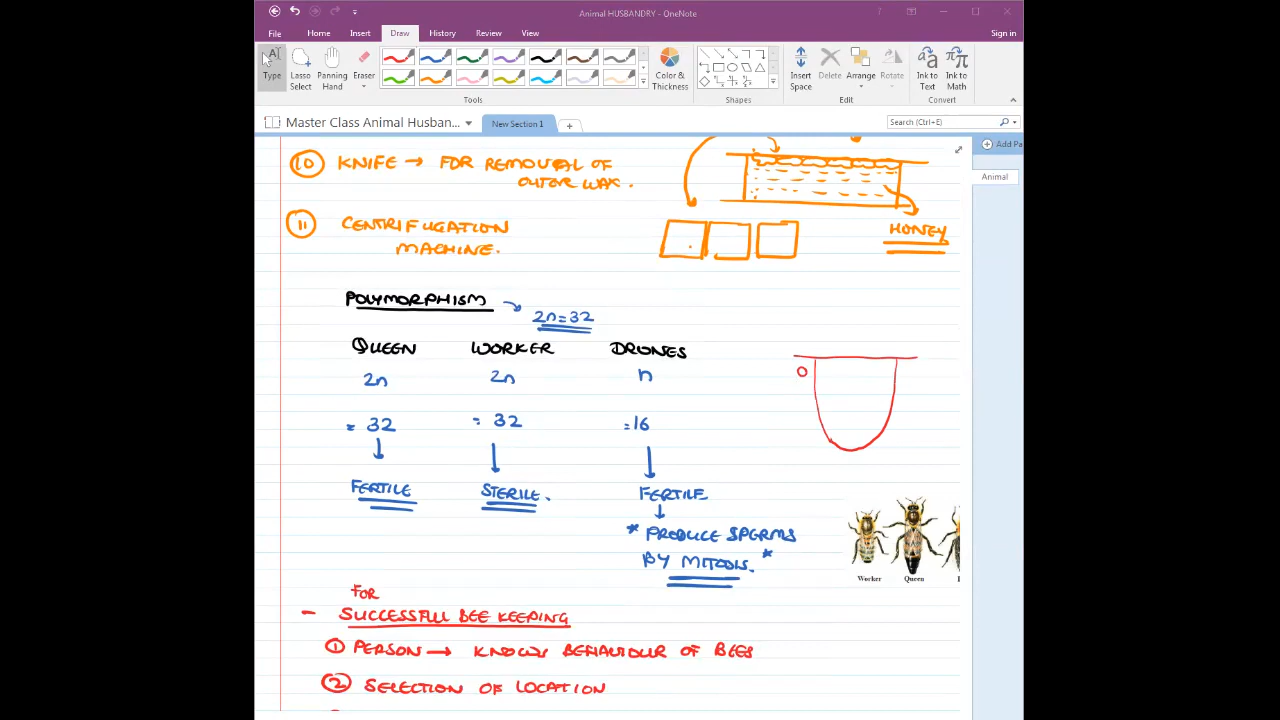 Animal HUSBANDRY - OneNote
File Home Insert Draw History Review View Sign in
Type
Lasso Select
Panning Hand
Eraser
Color & Thickness
Insert Space
Delete
Arrange
Rotate
Ink to Text
Ink to Math
Tools Shapes Edit Convert
Master Class Animal Husban...
New Section 1
Search (Ctrl+E)
Add Pa
Animal
10 KNIFE → FOR REMOVAL OF
OUTER WAX.
11 CENTRIFUGATION
MACHINE.
HONEY
POLYMORPHISM
2n=32
QUEEN WORKER DRONES
2n 2n n
= 32 = 32 =16
FERTILE STERILE. FERTILE
* PRODUCE SPERMS
BY MITOSIS. *
Worker Queen
FOR
- SUCCESSFUL BEE KEEPING
1 PERSON → KNOWS BEHAVIOUR OF BEES
2 SELECTION OF LOCATION